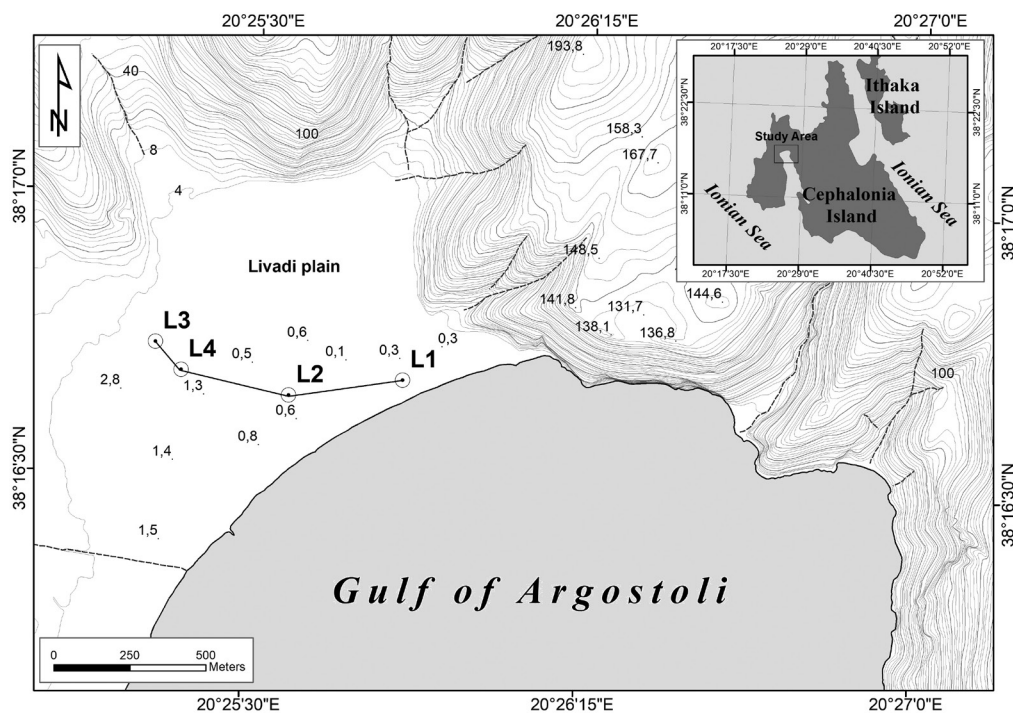 20°25'30"E 20°26'15"E 20°27'0"E
193,8
40
N
100
158,3
167,7
8
4
38°17'0"N
38°17'0"N
20°17'30"E 20°29'0"E 20°40'30"E 20°52'0"E
Ithaka
Island
38°22'30"N
38°22'30"N
Study Area
Ionian Sea
Cephalonia
Island
Ionian Sea
38°11'0"N
38°11'0"N
20°17'30"E 20°29'0"E 20°40'30"E 20°52'0"E
148,5
Livadi plain
141,8
131,7
144,6
138,1
136,8
L3
0,6
0,3
L4
0,5
0,1
0,3
L1
2,8
1,3
L2
100
0,6
0,8
1,4
38°16'30"N
38°16'30"N
1,5
Gulf of Argostoli
0 250 500
Meters
20°25'30"E 20°26'15"E 20°27'0"E